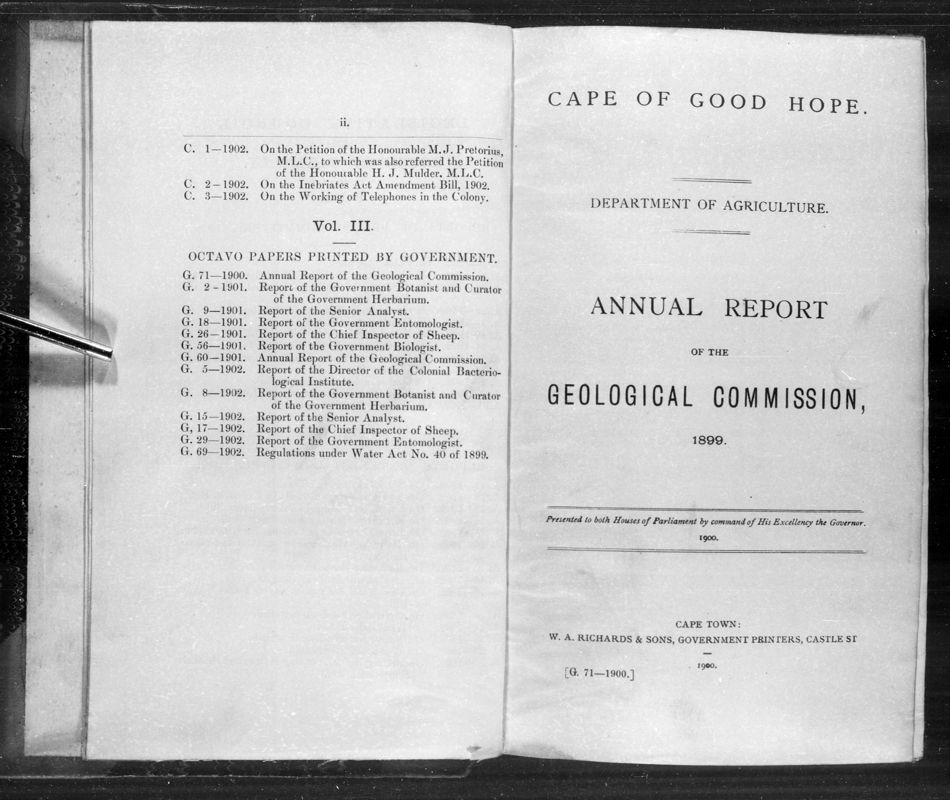 ii.
C. 1—1902. On the Petition of the Honourable M. J. Pretorius,
M.L.C., to which was also referred the Petition
of the Honourable H. J. Mulder, M.L.C.
C. 2–1902. On the Inebriates Act Amendment Bill, 1902.
C. 3—1902. On the Working of Telephones in the Colony.
Vol. III.
OCTAVO PAPERS PRINTED BY GOVERNMENT.
G. 71—1900. Annual Report of the Geological Commission.
G. 2–1901. Report of the Government Botanist and Curator
of the Government Herbarium.
G. 9—1901. Report of the Senior Analyst.
G. 18—1901. Report of the Government Entomologist.
G. 26—1901. Report of the Chief Inspector of Sheep.
G. 56—1901. Report of the Government Biologist.
G. 60—1901. Annual Report of the Geological Commission.
G. 5—1902. Report of the Director of the Colonial Bacterio-
logical Institute.
G. 8—1902. Report of the Government Botanist and Curator
of the Government Herbarium.
G. 15—1902. Report of the Senior Analyst.
G, 17—1902. Report of the Chief Inspector of Sheep.
G. 29—1902. Report of the Government Entomologist.
G. 69—1902. Regulations under Water Act No. 40 of 1899.
CAPE OF GOOD HOPE.
DEPARTMENT OF AGRICULTURE.
ANNUAL REPORT
OF THE
GEOLOGICAL COMMISSION,
1899.
Presented to both Houses of Parliament by command of His Excellency the Governor.
1900.
CAPE TOWN:
W. A. RICHARDS & SONS, GOVERNMENT PRINTERS, CASTLE ST
1900.
[G. 71—1900.]